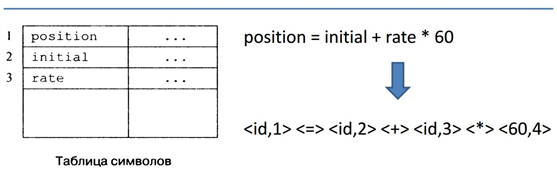 1 position ...
2 initial ...
3 rate ...
Таблица символов
position = initial + rate * 60
<id,1> <=> <id,2> <+> <id,3> <*> <60,4>